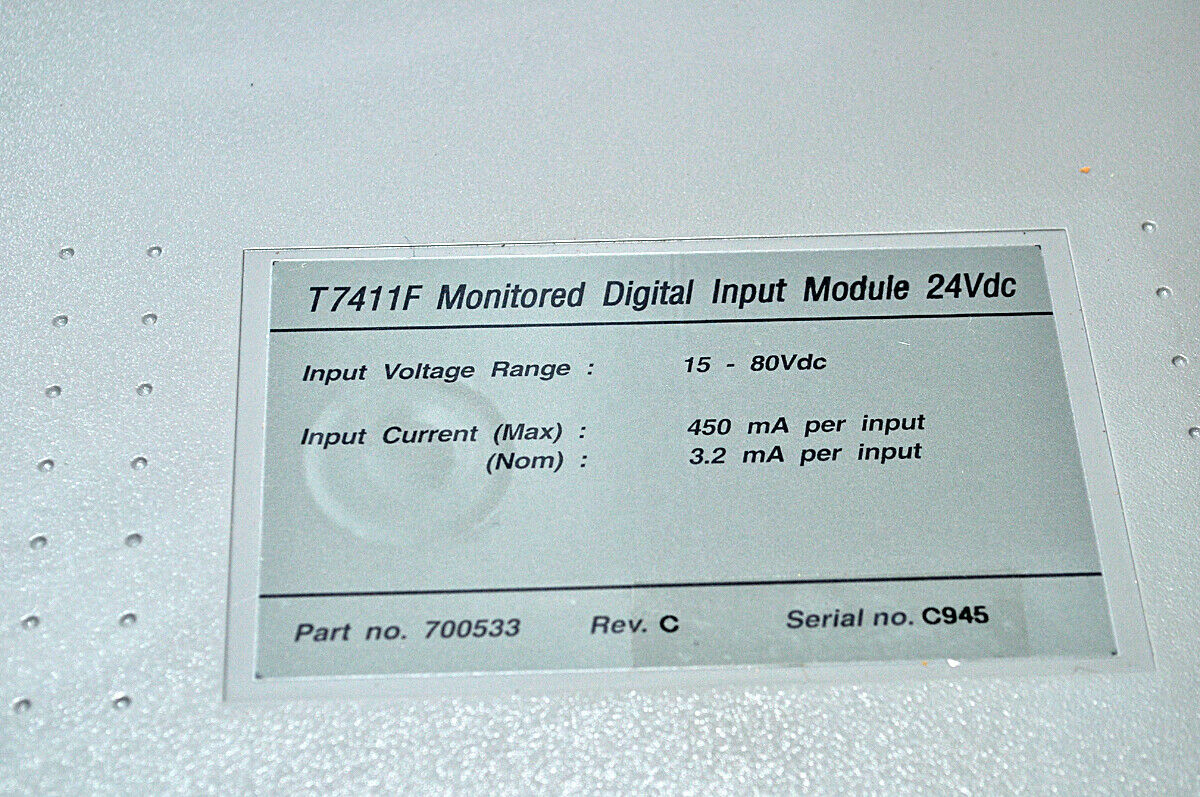 T7411F Monitored Digital Input Module 24Vdc
Input Voltage Range : 15 - 80Vdc
Input Current (Max) : 450 mA per input
(Nom) : 3.2 mA per input
Part no. 700533 Rev. C Serial no. C945